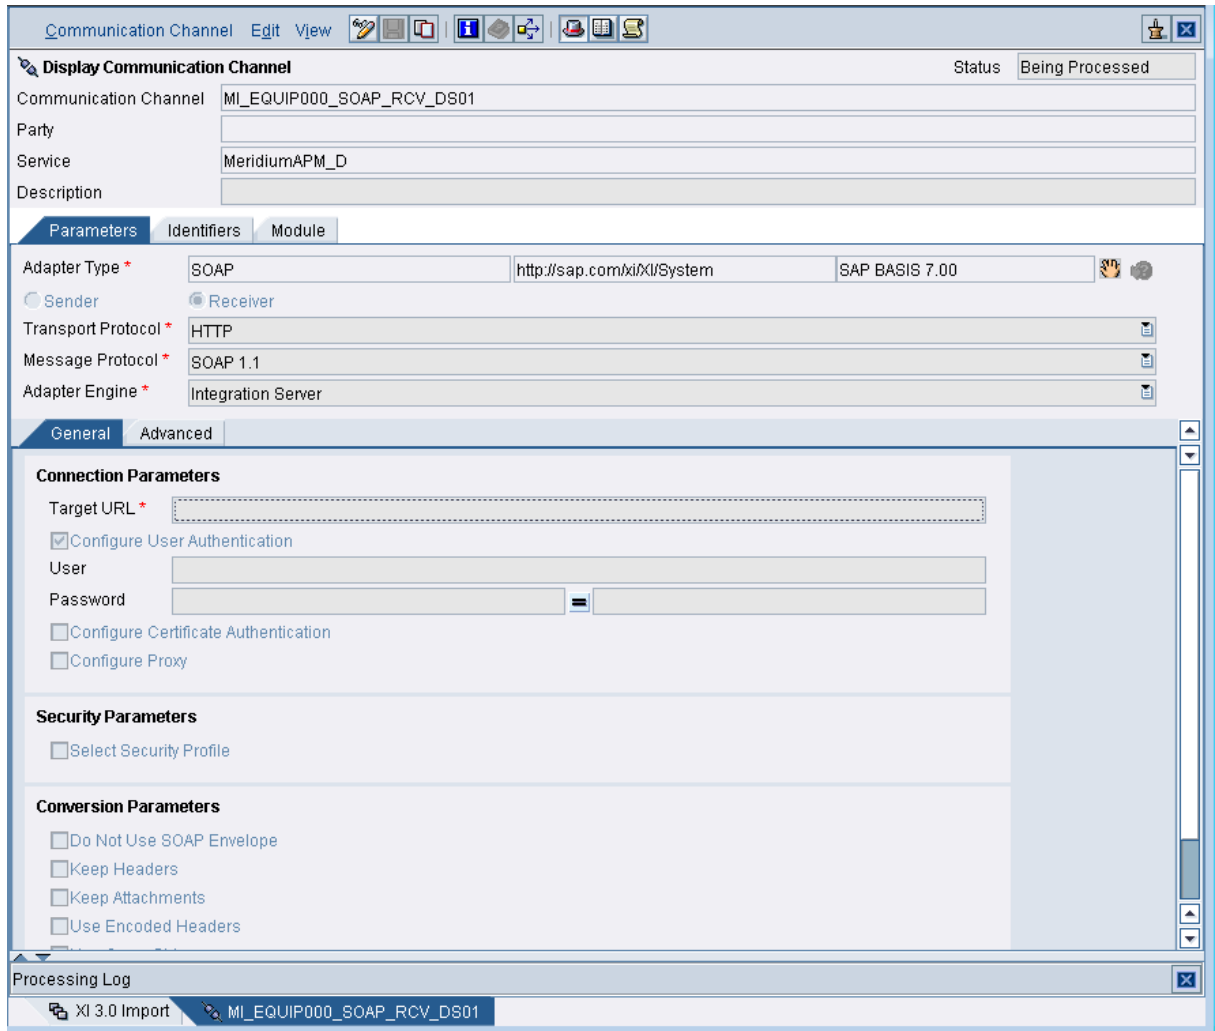 Communication Channel Edit View
Display Communication Channel Status Being Processed
Communication Channel MI_EQUIP000_SOAP_RCV_DS01
Party
Service MeridiumAPM_D
Description
Parameters Identifiers Module
Adapter Type * SOAP http://sap.com/xi/XI/System SAP BASIS 7.00
Sender Receiver
Transport Protocol * HTTP
Message Protocol * SOAP 1.1
Adapter Engine * Integration Server
General Advanced
Connection Parameters
Target URL *
Configure User Authentication
User
Password
Configure Certificate Authentication
Configure Proxy
Security Parameters
Select Security Profile
Conversion Parameters
Do Not Use SOAP Envelope
Keep Headers
Keep Attachments
Use Encoded Headers
Processing Log
XI 3.0 Import MI_EQUIP000_SOAP_RCV_DS01